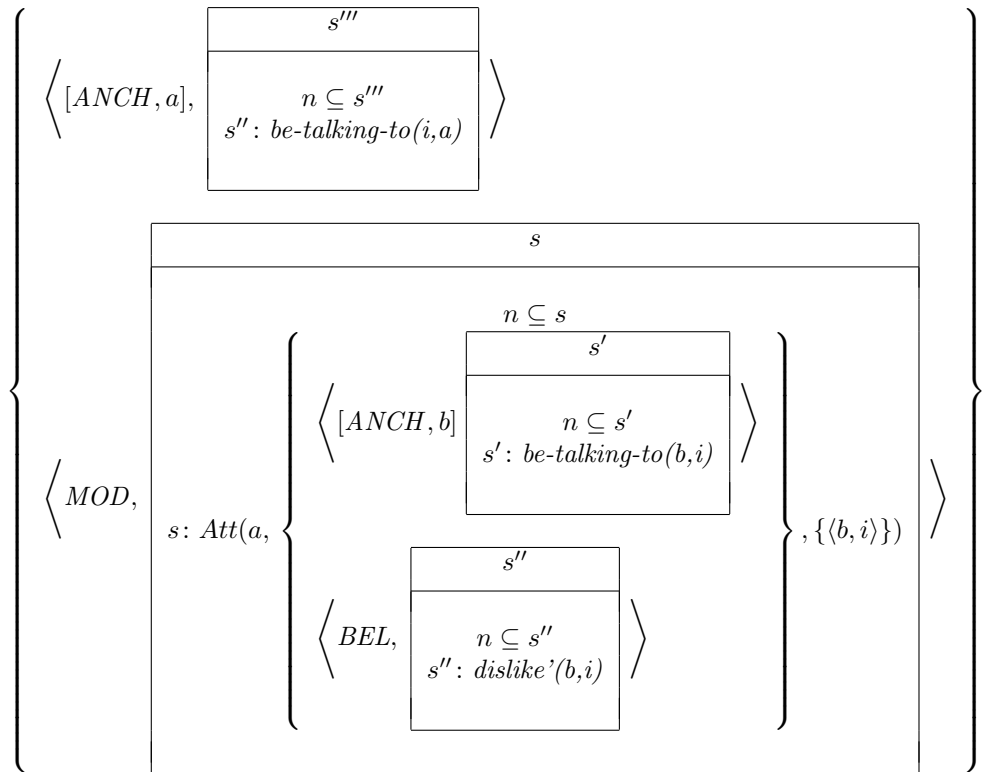 s′′′
⟨[ANCH, a], n ⊆ s′′′⟩
s′′ : be-talking-to(i,a)
s
n ⊆ s
s′
⟨[ANCH, b] n ⊆ s′⟩
s′ : be-talking-to(b,i)
⟨MOD, s : Att(a, , {⟨b, i⟩})⟩
s′′
⟨BEL, n ⊆ s′′⟩
s′′ : dislike’(b,i)